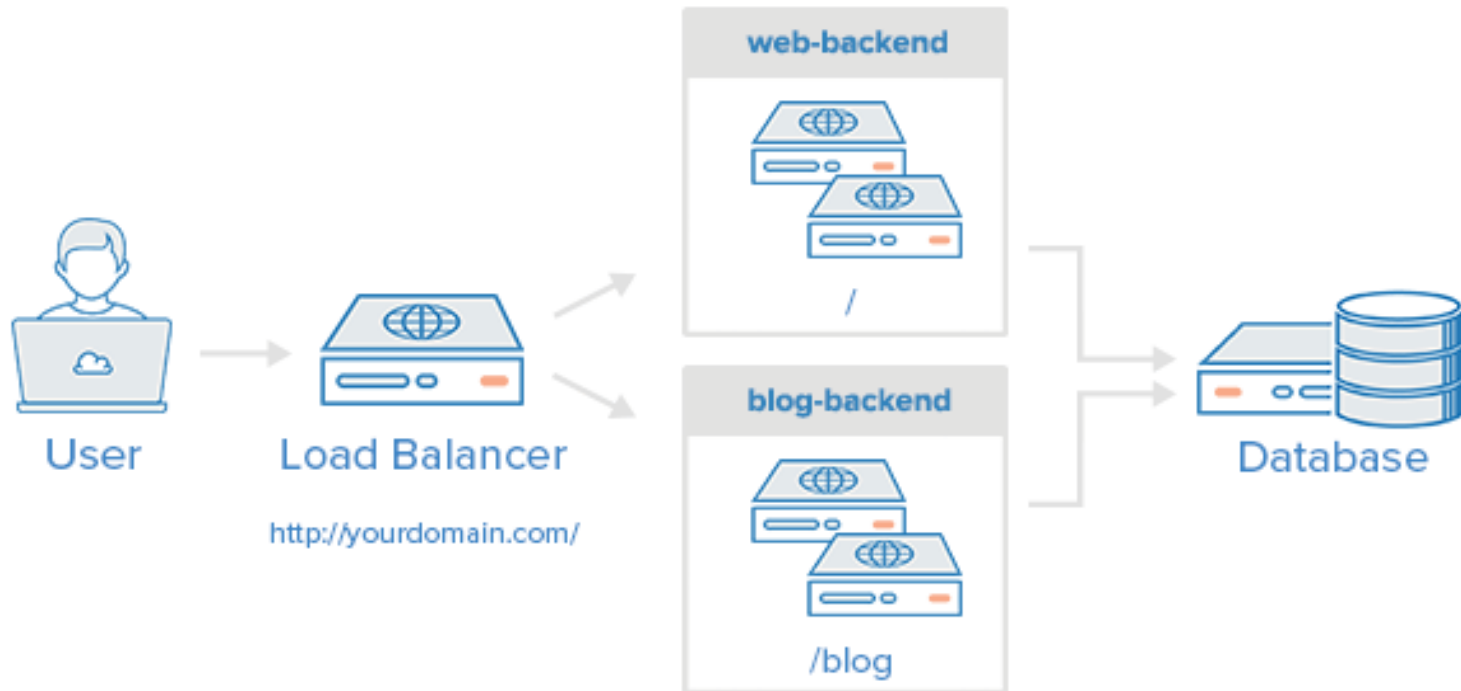 web-backend
/
User
Load Balancer
http://yourdomain.com/
blog-backend
/blog
Database